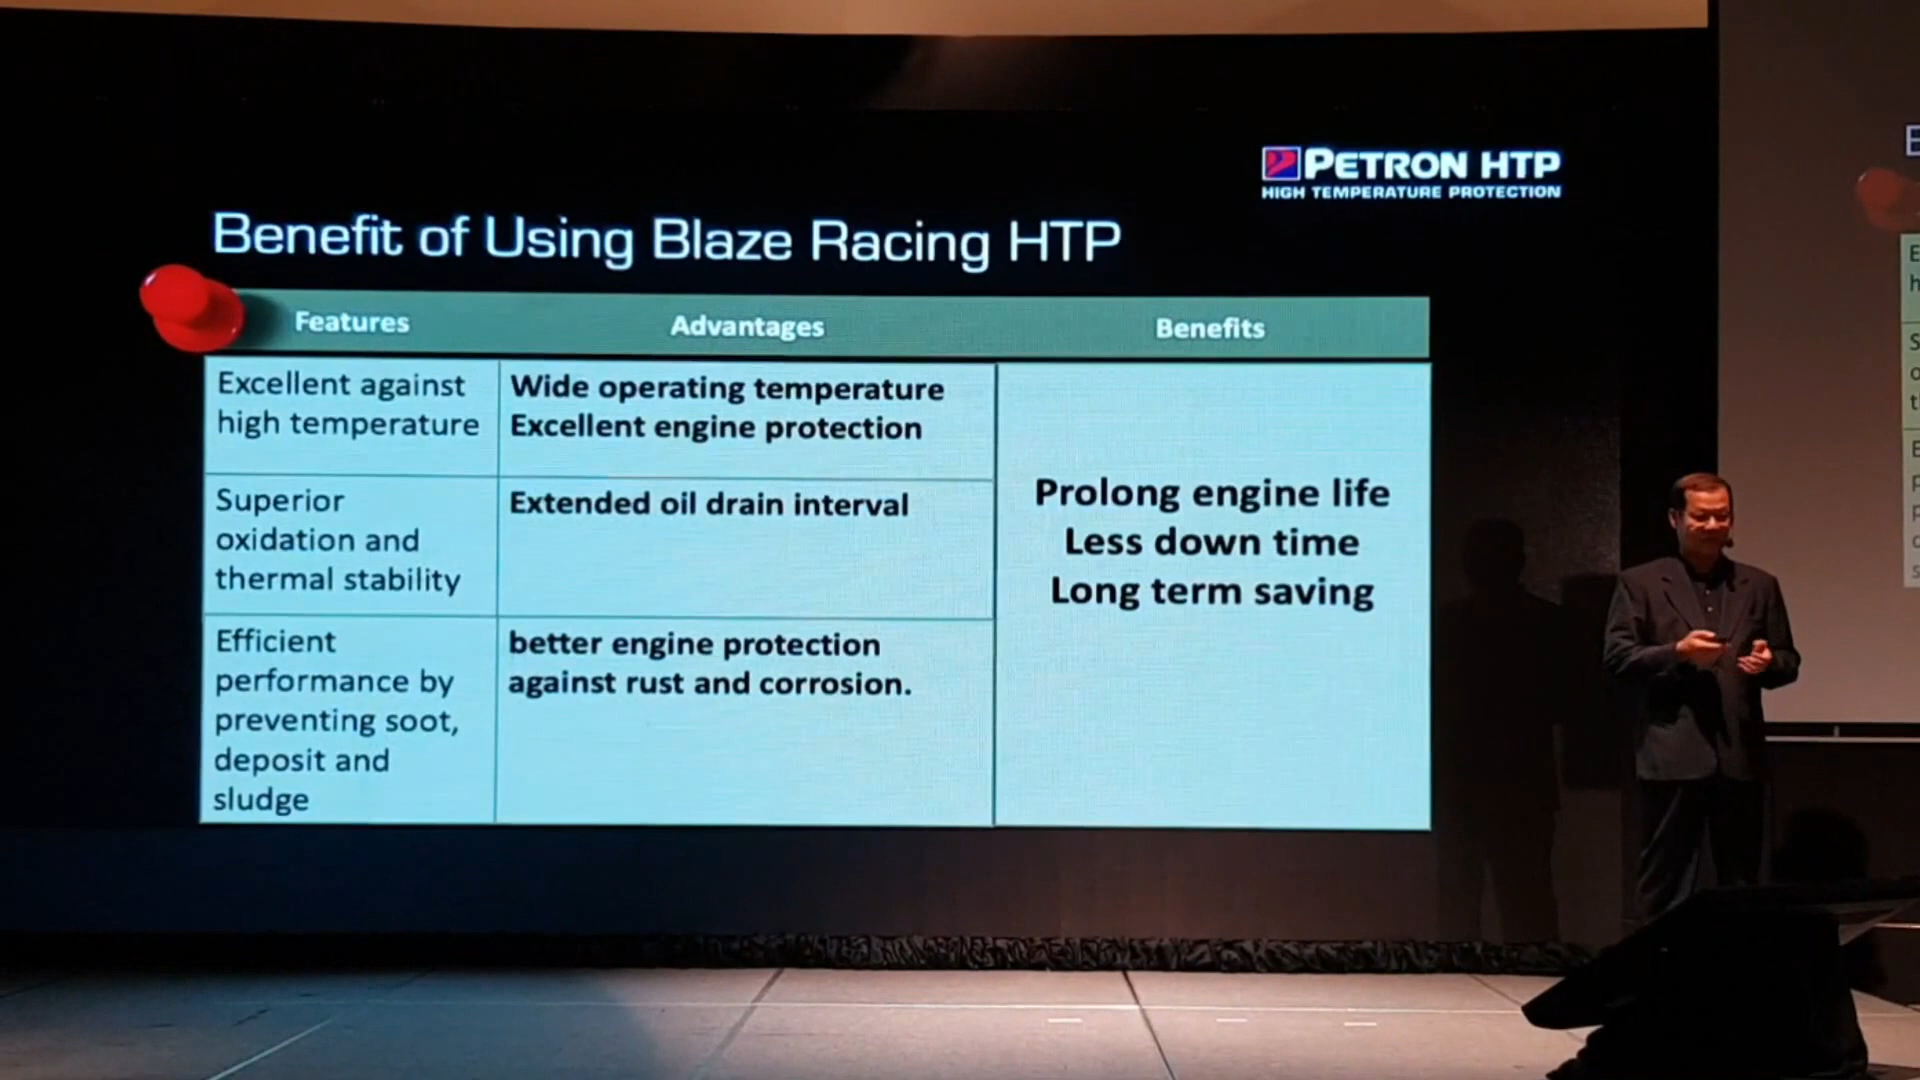 PETRON HTP
HIGH TEMPERATURE PROTECTION
Benefit of Using Blaze Racing HTP
Features
Advantages
Benefits
Excellent against
high temperature
Wide operating temperature
Excellent engine protection
Superior
oxidation and
thermal stability
Extended oil drain interval
Efficient
performance by
preventing soot,
deposit and
sludge
better engine protection
against rust and corrosion.
Prolong engine life
Less down time
Long term saving